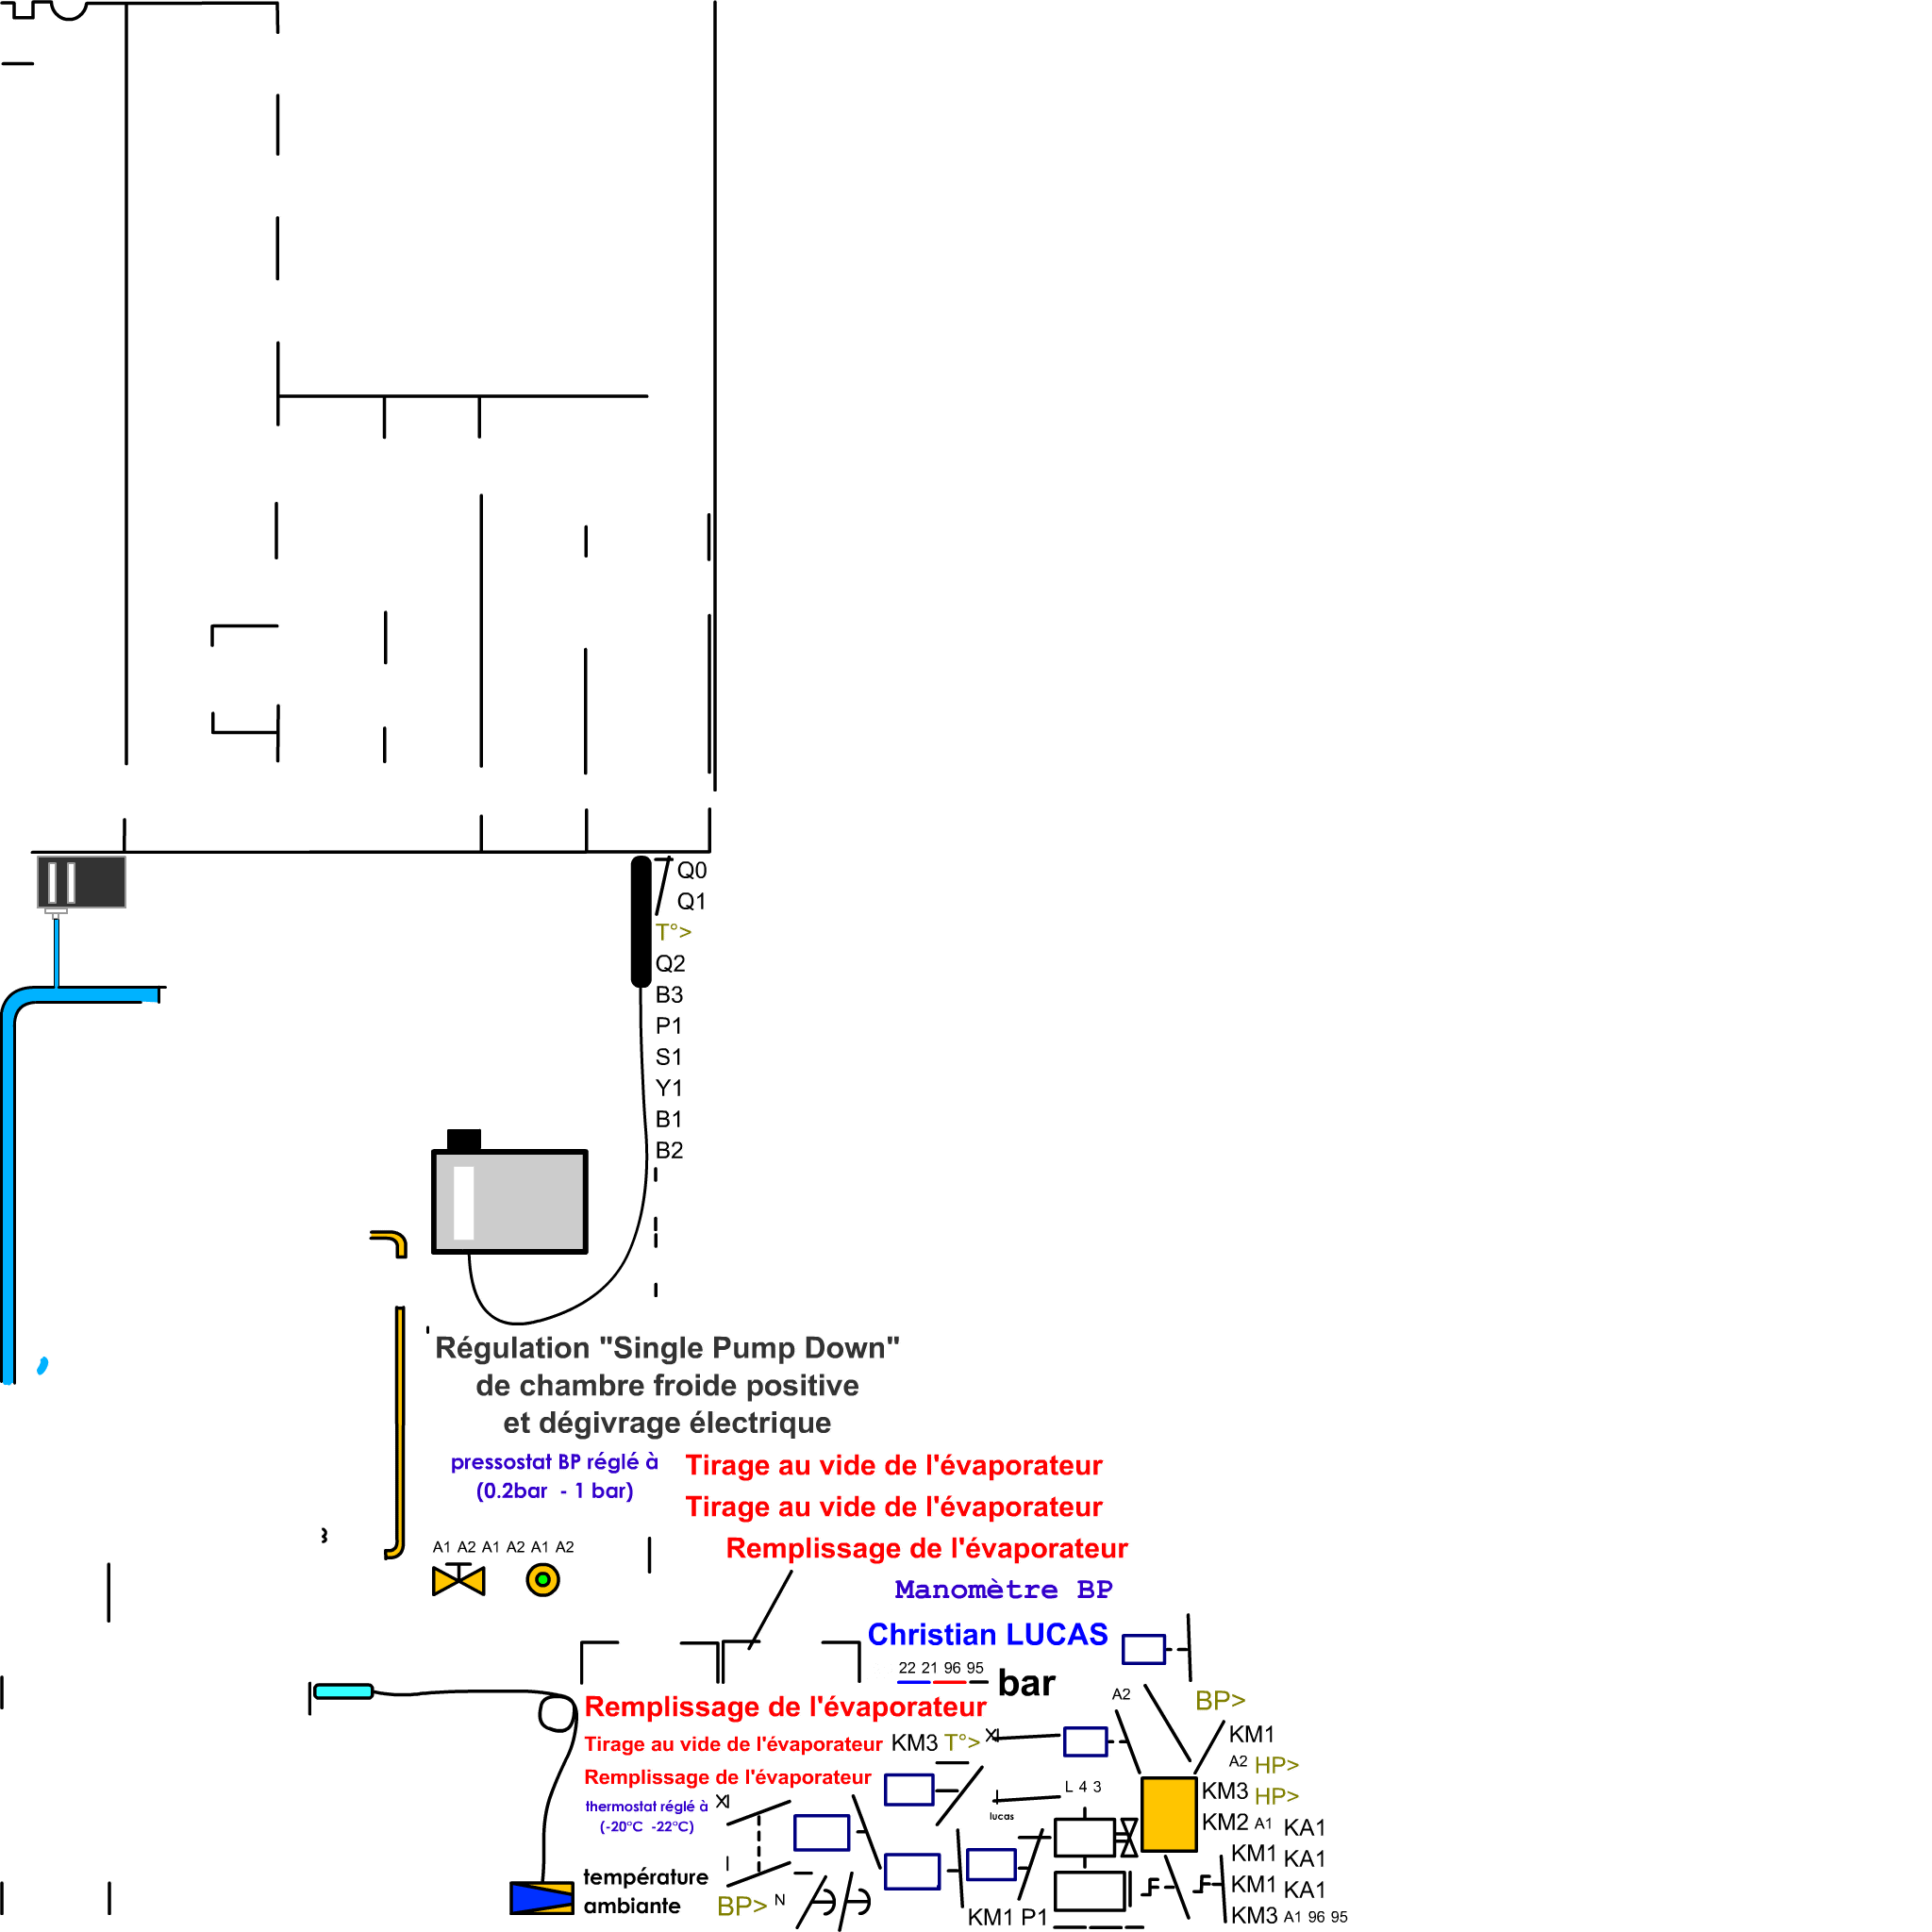 Q0
Q1
T°>
Q2
B3
P1
S1
Y1
B1
B2
Régulation "Single Pump Down"
de chambre froide positive
et dégivrage électrique
pressostat BP réglé à
(0.2bar - 1 bar)
Tirage au vide de l'évaporateur
Tirage au vide de l'évaporateur
Remplissage de l'évaporateur
A1 A2 A1 A2 A1 A2
Manomètre BP
Christian LUCAS
22 21 96 95
bar
A2
BP>
Remplissage de l'évaporateur
KM1
Tirage au vide de l'évaporateur KM3 T°>
A2 HP>
Remplissage de l'évaporateur
KM3 HP>
L 4 3
thermostat réglé à
(-20°C -22°C)
lucas
KM2 A1 KA1
KM1 KA1
température
ambiante
KM1 KA1
BP> N
KM1 P1
KM3 A1 96 95